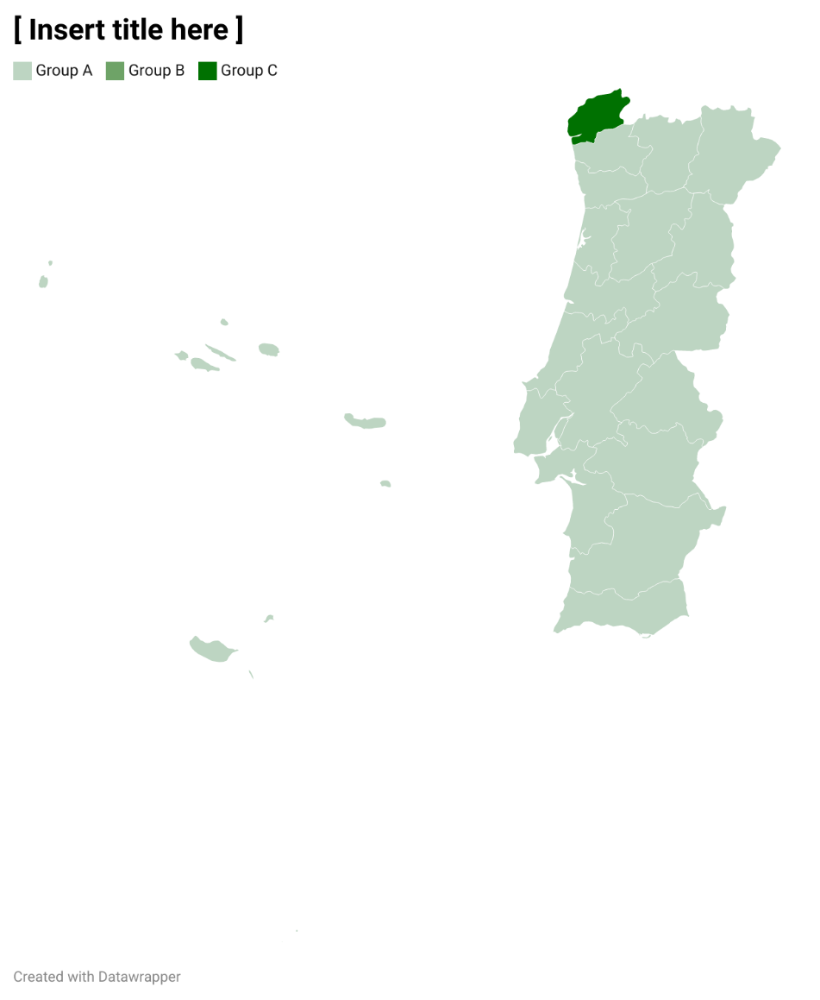 [ Insert title here ]
Group A Group B Group C
Created with Datawrapper